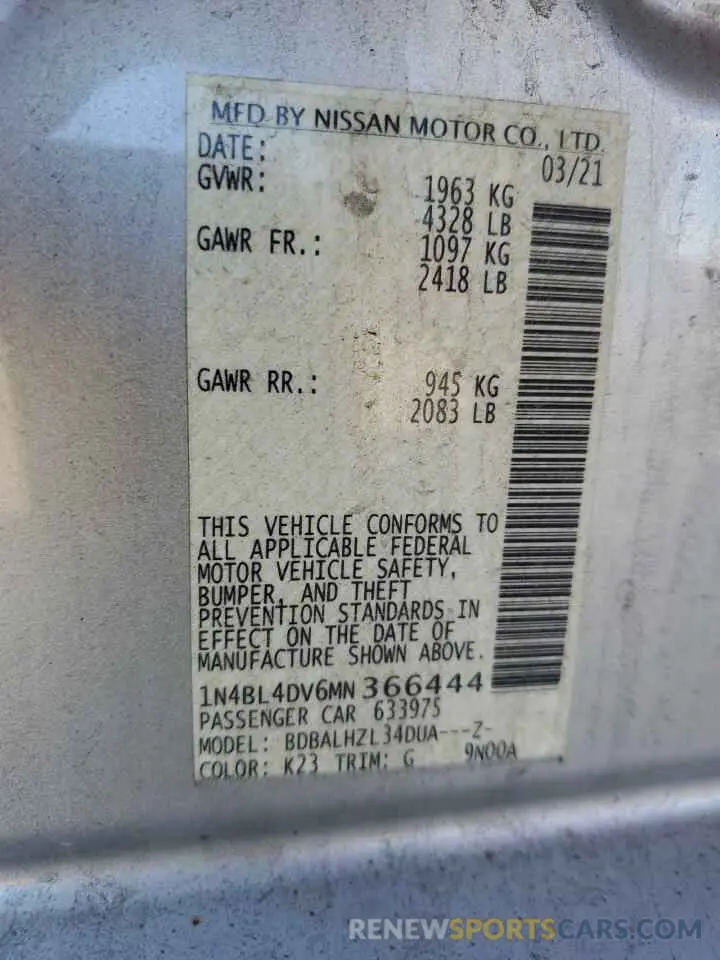 MFD BY NISSAN MOTOR CO., LTD.
DATE: 03/21
GVWR: 1963 KG
4328 LB
GAWR FR.: 1097 KG
2418 LB
GAWR RR.: 945 KG
2083 LB
THIS VEHICLE CONFORMS TO
ALL APPLICABLE FEDERAL
MOTOR VEHICLE SAFETY,
BUMPER, AND THEFT
PREVENTION STANDARDS IN
EFFECT ON THE DATE OF
MANUFACTURE SHOWN ABOVE.
1N4BL4DV6MN366444
PASSENGER CAR 633975
MODEL: BDBALHZL34DUA---Z-
COLOR: K23 TRIM: G 9N00A
RENEWSPORTSCARS.COM